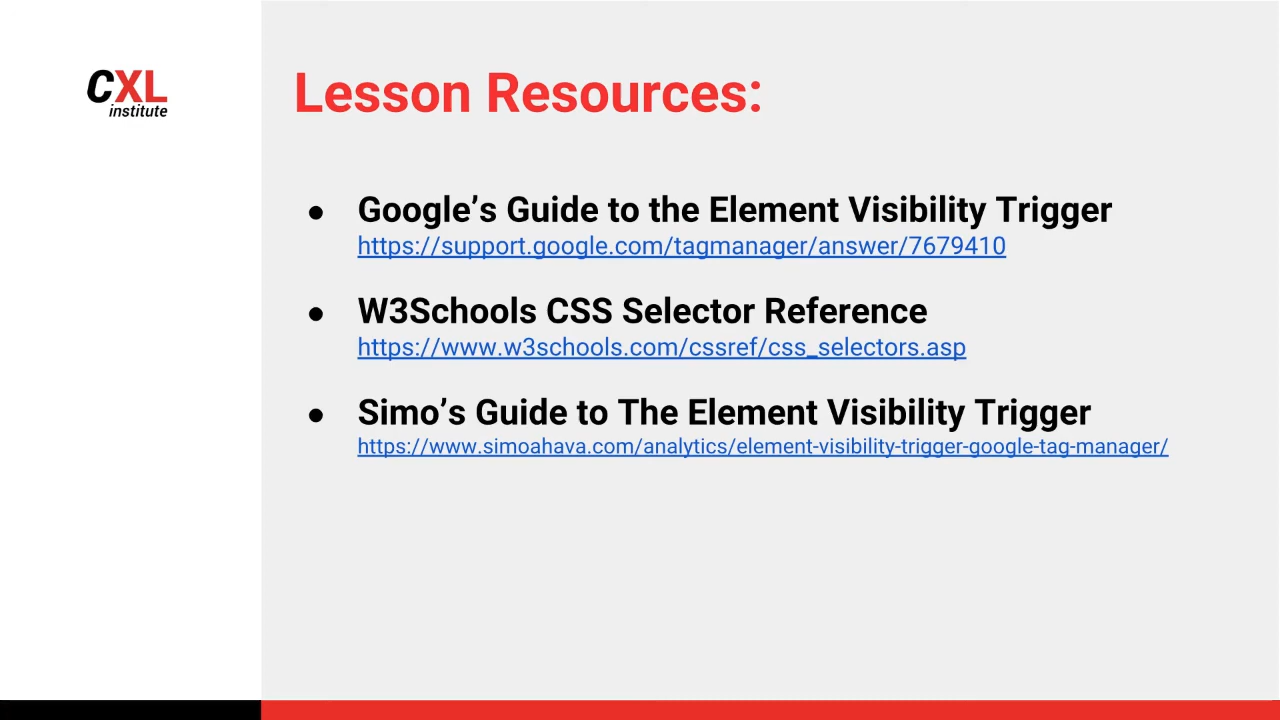 CXL
institute
Lesson Resources:
● Google’s Guide to the Element Visibility Trigger
https://support.google.com/tagmanager/answer/7679410
● W3Schools CSS Selector Reference
https://www.w3schools.com/cssref/css_selectors.asp
● Simo’s Guide to The Element Visibility Trigger
https://www.simoahava.com/analytics/element-visibility-trigger-google-tag-manager/